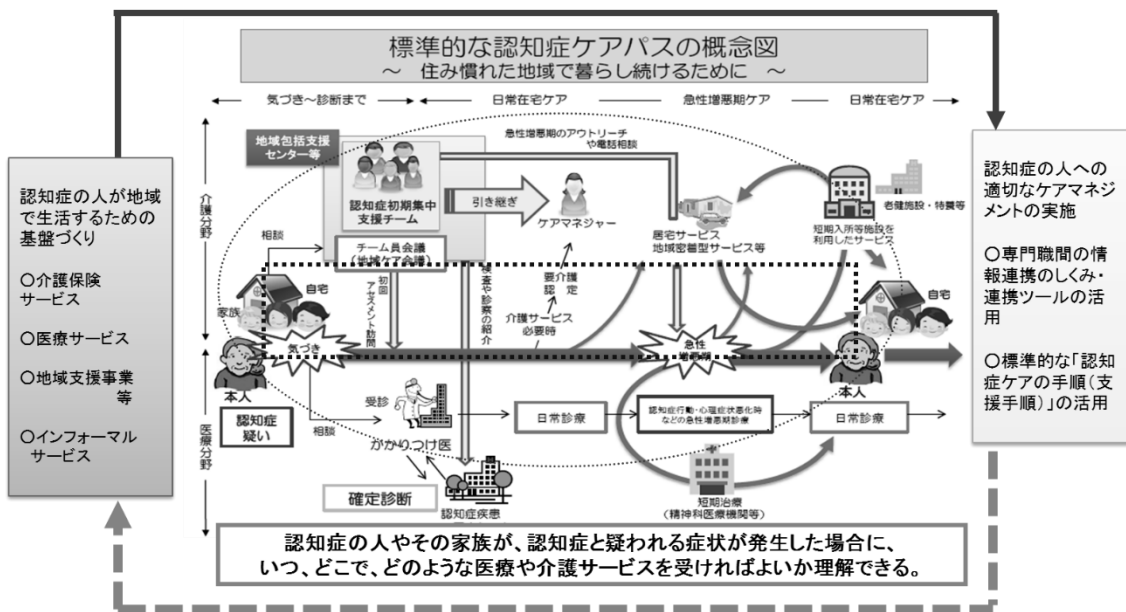 標準的な認知症ケアパスの概念図
～ 住み慣れた地域で暮らし続けるために ～
気づき～診断まで
日常在宅ケア
急性増悪期ケア
日常在宅ケア
認知症の人が地域
で生活するための
基盤づくり
○介護保険
サービス
○医療サービス
○地域支援事業
等
○インフォーマル
サービス
介護分野
医療分野
地域包括支援
センター等
認知症初期集中
支援チーム
チーム員会議
(地域ケア会議)
引き継ぎ
ケアマネジャー
急性増悪期のアウトリーチ
や電話相談
居宅サービス
地域密着型サービス等
老健施設・特養等
短期入所等施設を
利用したサービス
相談
自宅
家族
気づき
本人
初回
アセスメント訪問
検査や診察の紹介
要介護
認定
介護サービス
必要時
急性
増悪期
自宅
本人
認知症
疑い
相談
受診
かかりつけ医
日常診療
認知症行動・心理症状悪化時
などの急性増悪期診療
日常診療
確定診断
認知症疾患
短期治療
(精神科医療機関等)
認知症の人への
適切なケアマネジ
メントの実施
○専門職間の情
報連携のしくみ・
連携ツールの活
用
○標準的な「認知
症ケアの手順(支
援手順)」の活用
認知症の人やその家族が、認知症と疑われる症状が発生した場合に、
いつ、どこで、どのような医療や介護サービスを受ければよいか理解できる。